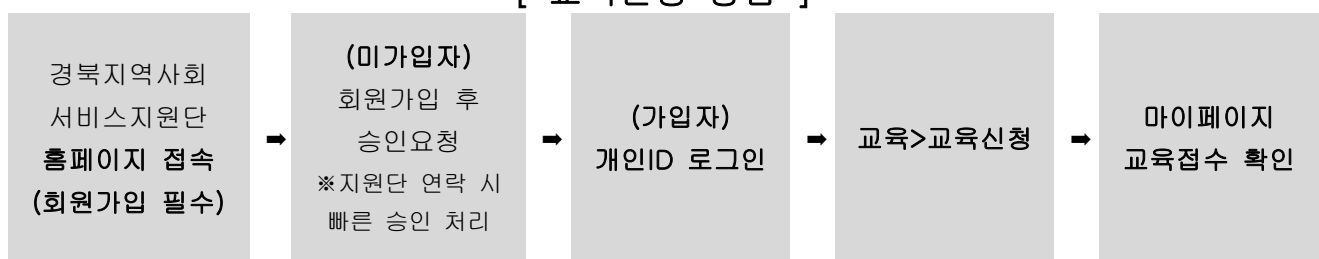 경북지역사회
서비스지원단
홈페이지 접속
(회원가입 필수)
➡
(미가입자)
회원가입 후
승인요청
※지원단 연락 시
빠른 승인 처리
➡
(가입자)
개인ID 로그인
➡
교육>교육신청
➡
마이페이지
교육접수 확인